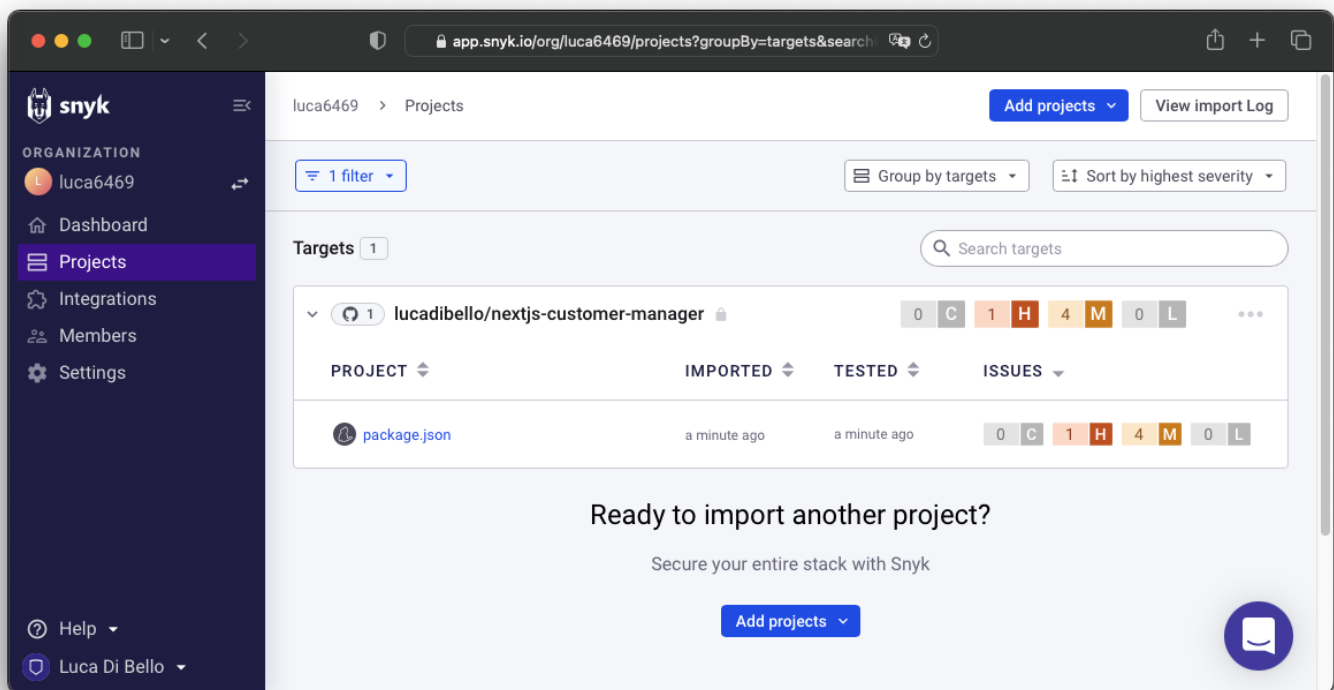 app.snyk.io/org/luca6469/projects?groupBy=targets&search
snyk
luca6469 > Projects
Add projects
View import Log
ORGANIZATION
L luca6469
1 filter
Group by targets
Sort by highest severity
Dashboard
Projects
Integrations
Members
Settings
Targets 1
Search targets
1 lucadibello/nextjs-customer-manager
0 C 1 H 4 M 0 L
PROJECT IMPORTED TESTED ISSUES
package.json a minute ago a minute ago 0 C 1 H 4 M 0 L
Ready to import another project?
Secure your entire stack with Snyk
Add projects
Help
Luca Di Bello